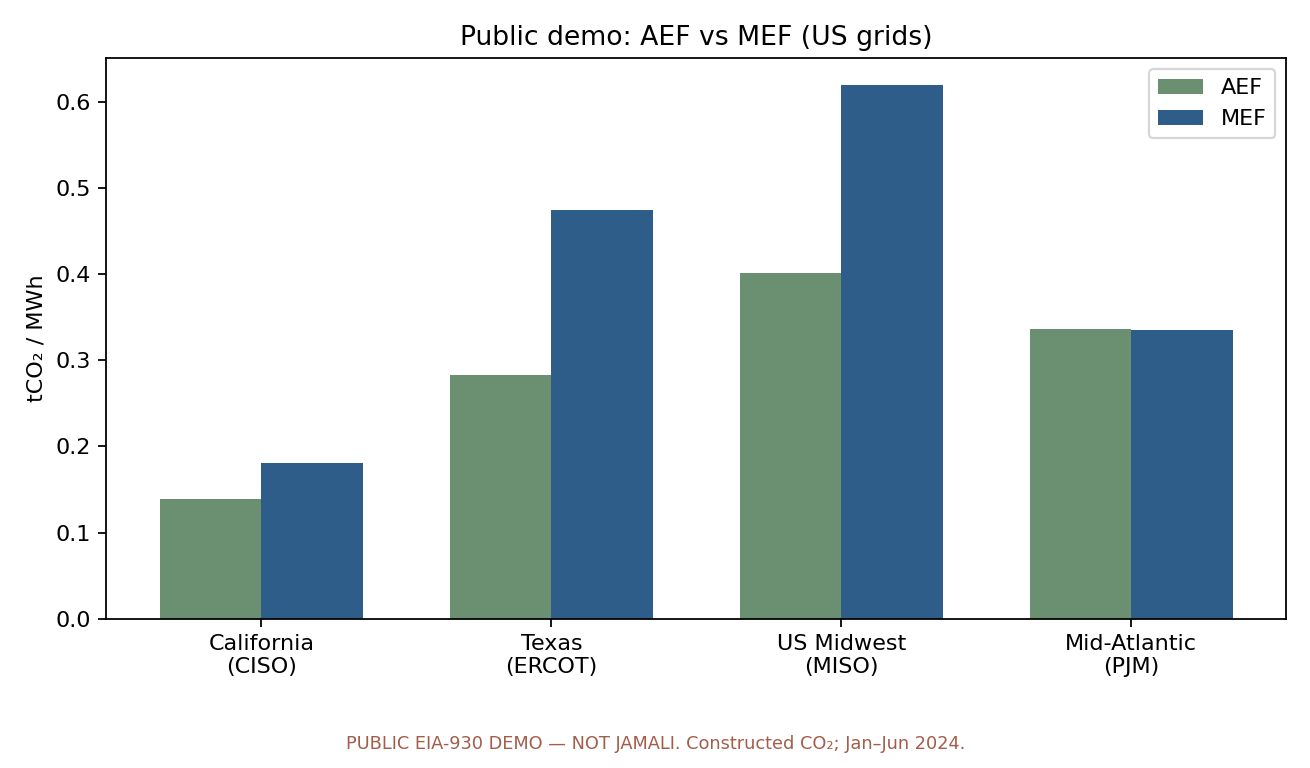 Public demo: AEF vs MEF (US grids)
AEF
MEF
tCO₂ / MWh
0.6
0.5
0.4
0.3
0.2
0.1
0.0
California
(CISO)
Texas
(ERCOT)
US Midwest
(MISO)
Mid-Atlantic
(PJM)
PUBLIC EIA-930 DEMO — NOT JAMALI. Constructed CO₂; Jan–Jun 2024.